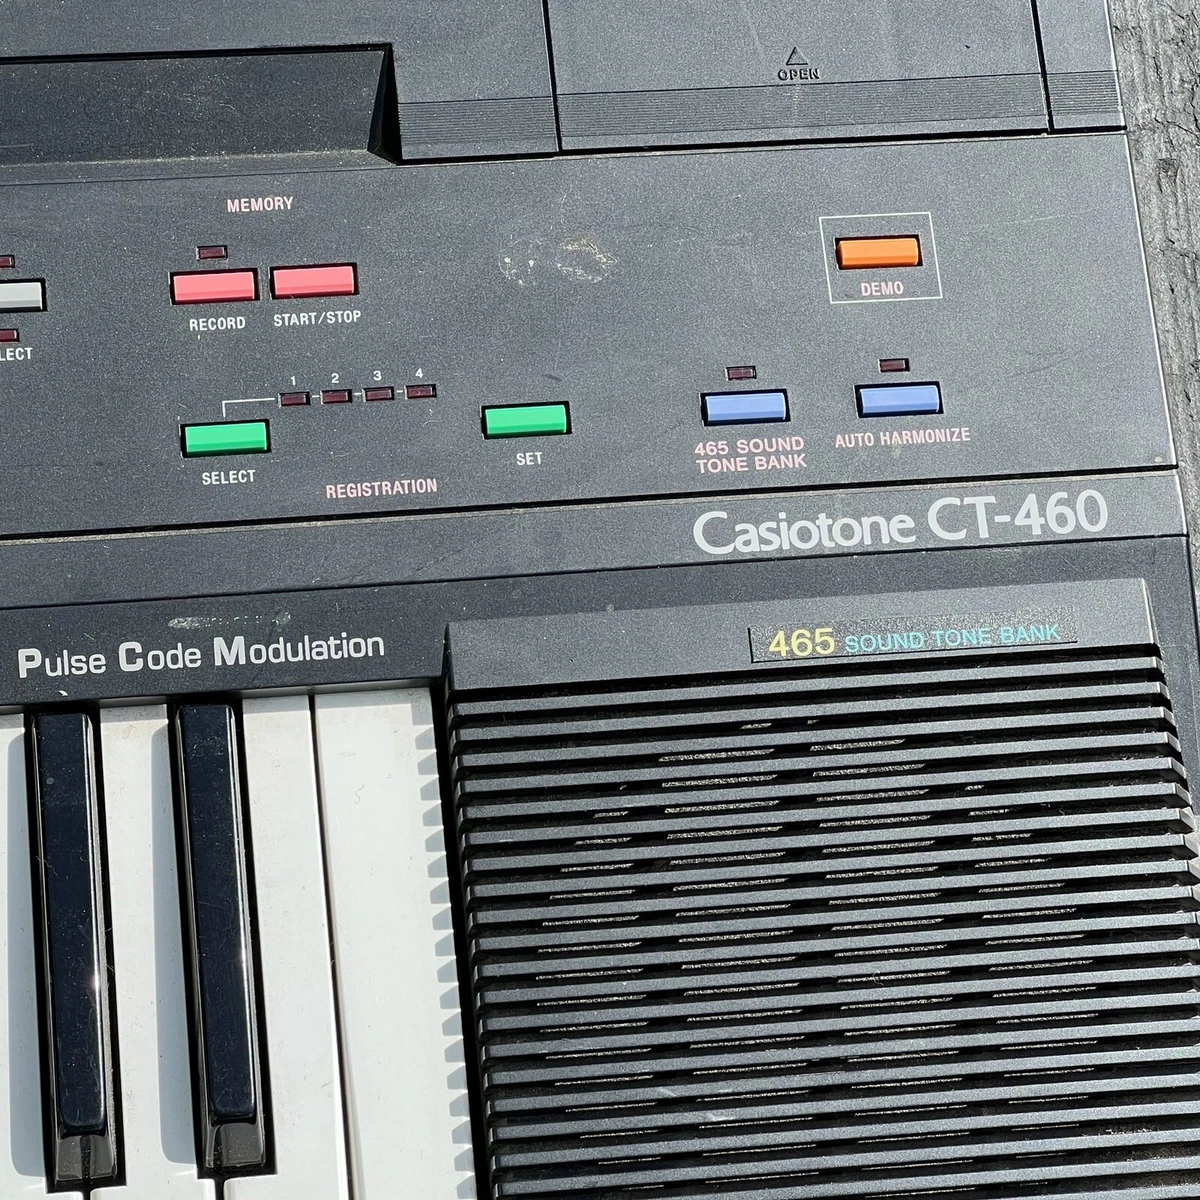 OPEN
MEMORY
RECORD
START/STOP
DEMO
LECT
1 2 3 4
SELECT
SET
REGISTRATION
465 SOUND
TONE BANK
AUTO HARMONIZE
Casiotone CT-460
Pulse Code Modulation
465 SOUND TONE BANK